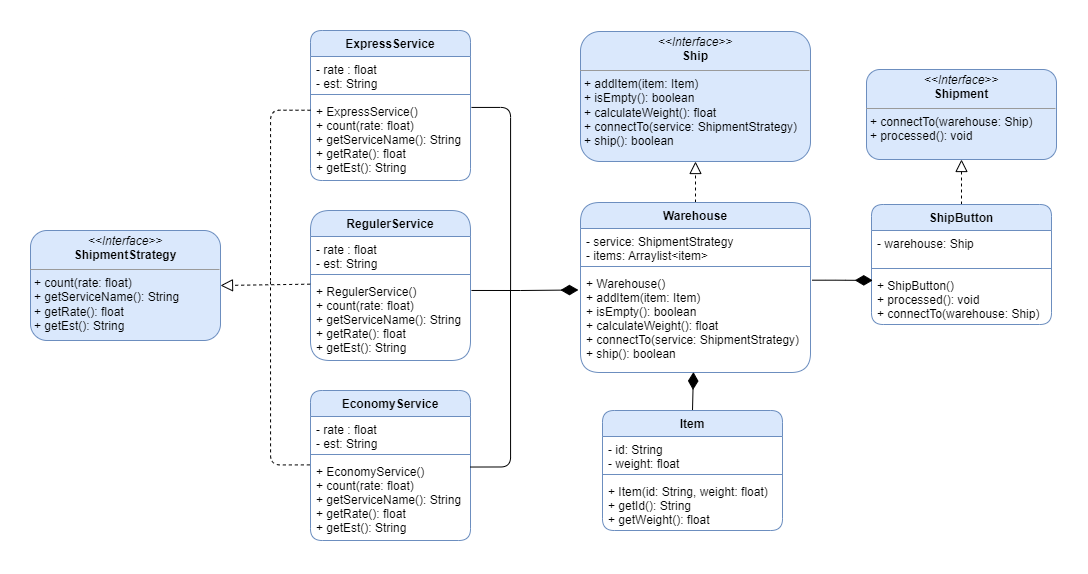 ExpressService
- rate : float
- est: String
+ ExpressService()
+ count(rate: float)
+ getServiceName(): String
+ getRate(): float
+ getEst(): String
<<Interface>>
Ship
+ addItem(item: Item)
+ isEmpty(): boolean
+ calculateWeight(): float
+ connectTo(service: ShipmentStrategy)
+ ship(): boolean
<<Interface>>
Shipment
+ connectTo(warehouse: Ship)
+ processed(): void
<<Interface>>
ShipmentStrategy
+ count(rate: float)
+ getServiceName(): String
+ getRate(): float
+ getEst(): String
RegulerService
- rate : float
- est: String
+ RegulerService()
+ count(rate: float)
+ getServiceName(): String
+ getRate(): float
+ getEst(): String
Warehouse
- service: ShipmentStrategy
- items: Arraylist<item>
+ Warehouse()
+ addItem(item: Item)
+ isEmpty(): boolean
+ calculateWeight(): float
+ connectTo(service: ShipmentStrategy)
+ ship(): boolean
ShipButton
- warehouse: Ship
+ ShipButton()
+ processed(): void
+ connectTo(warehouse: Ship)
EconomyService
- rate : float
- est: String
+ EconomyService()
+ count(rate: float)
+ getServiceName(): String
+ getRate(): float
+ getEst(): String
Item
- id: String
- weight: float
+ Item(id: String, weight: float)
+ getId(): String
+ getWeight(): float